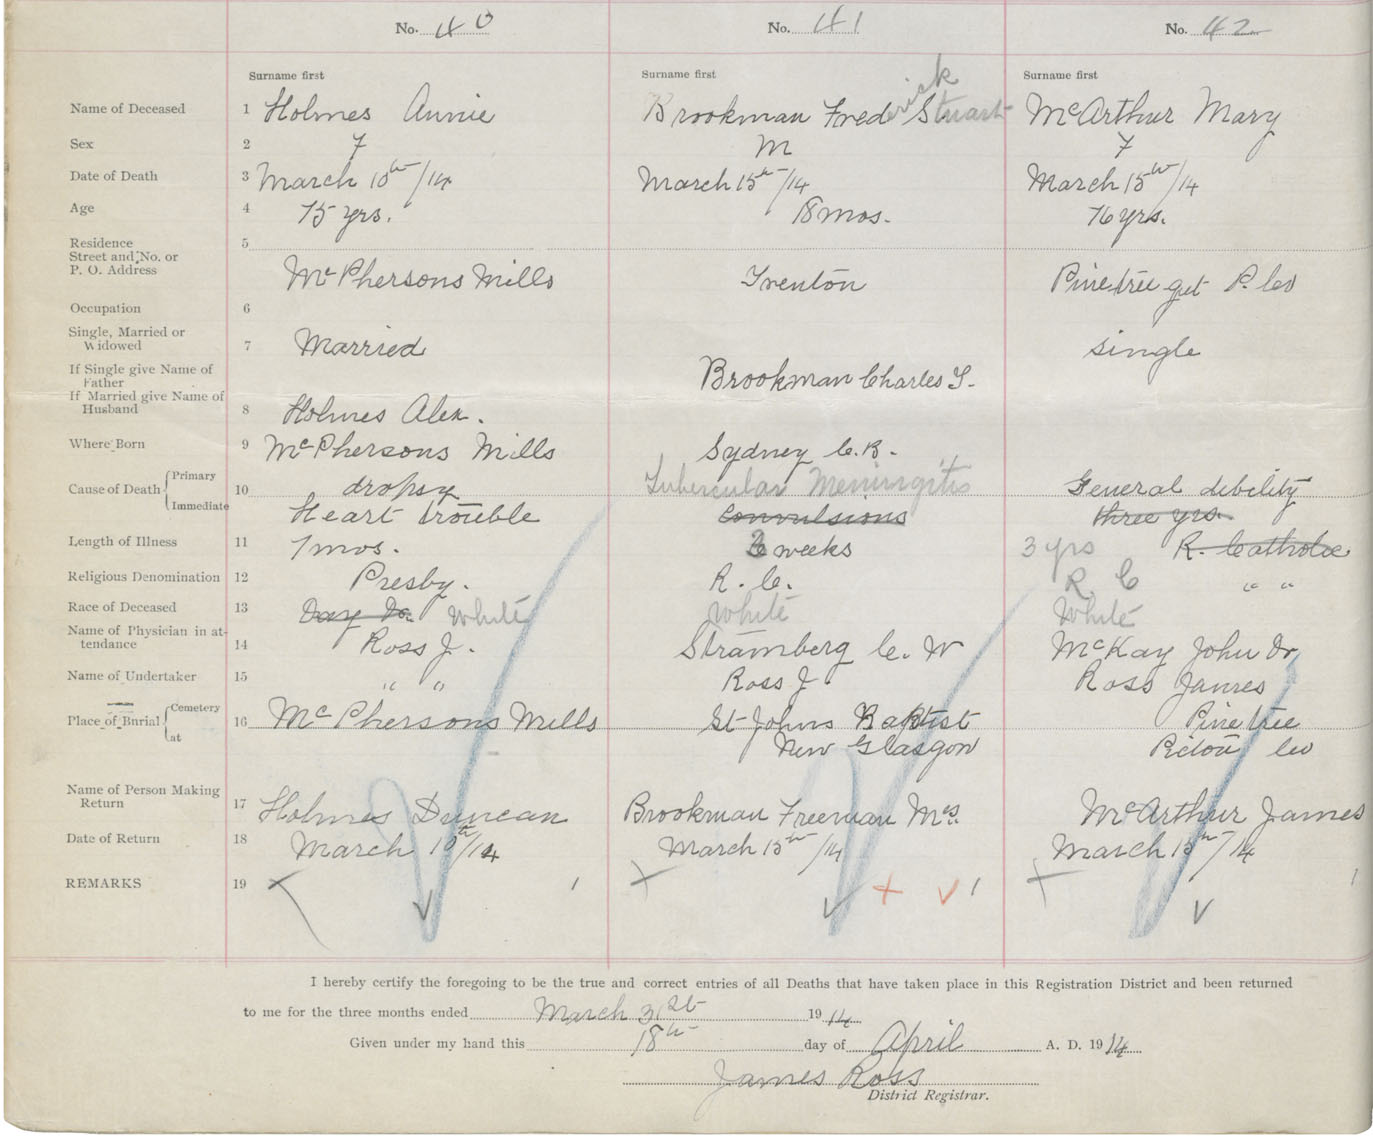 No. 40 No. 41 No. 42
Surname first Surname first Surname first
Name of Deceased 1 Holmes Annie Brookman Frederick Stuart McArthur Mary
Sex 2 F M F
Date of Death 3 March 10th/14 March 15th/14 March 15th/14
Age 4 75 yrs. 18 mos. 76 yrs.
Residence 5
Street and No. or
P. O. Address McPhersons Mills Trenton Pinetree gut P. Co
Occupation 6
Single, Married or
Widowed 7 Married single
If Single give Name of
Father Brookman Charles
If Married give Name of
Husband 8 Holmes Alex.
Where Born 9 McPhersons Mills Sydney C.B.
Cause of Death { Primary 10 dropsy Tubercular Meningitis General debility
Immediate Heart trouble convulsions three yrs.
Length of Illness 11 7 mos. weeks 3 yrs R. Catholic
Religious Denomination 12 Presby. R. C. R C " "
Race of Deceased 13 White White White
Name of Physician in at-
tendance 14 Ross J. Stramberg C. W McKay John Dr
Name of Undertaker 15 " " Ross J. Ross James
Place of Burial { Cemetery 16 McPhersons Mills St Johns Baptist Pine tree
at New Glasgow Pictou Co
Name of Person Making
Return 17 Holmes Duncan Brookman Freeman Mrs. McArthur James
Date of Return 18 March 10th/14 March 15th/14 March 15th/14
REMARKS 19
I hereby certify the foregoing to be the true and correct entries of all Deaths that have taken place in this Registration District and been returned
to me for the three months ended March 31st 1914
Given under my hand this 18th day of April A. D. 1914
James Ross
District Registrar.